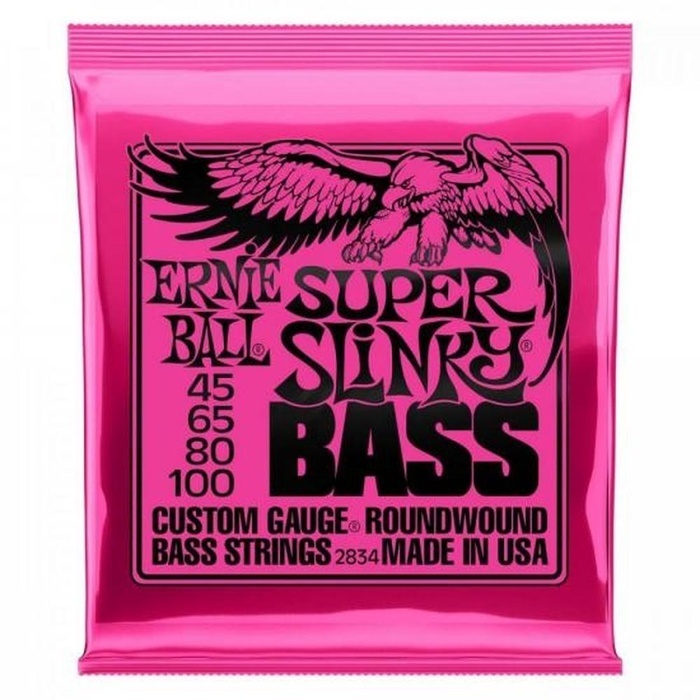 ERNIE
BALL®
SUPER
SLINKY®
BASS
45
65
80
100
CUSTOM GAUGE® ROUNDWOUND
BASS STRINGS 2834 MADE IN USA